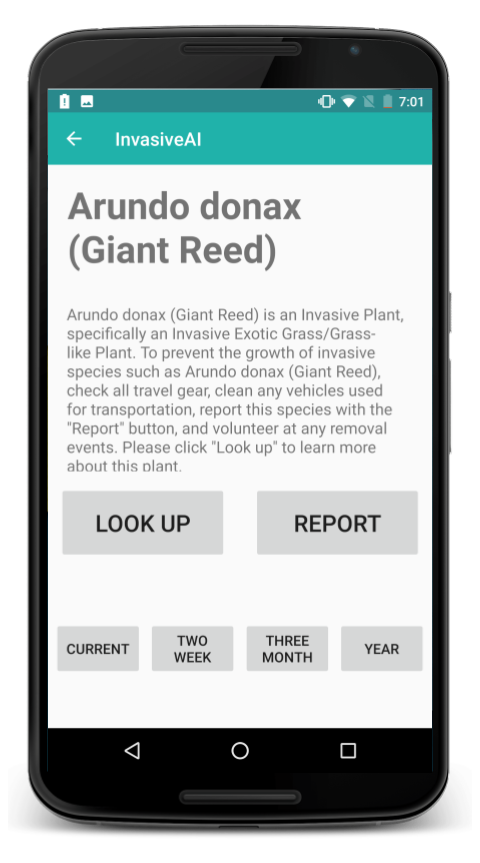 7:01
InvasiveAI
Arundo donax
(Giant Reed)
Arundo donax (Giant Reed) is an Invasive Plant,
specifically an Invasive Exotic Grass/Grass-
like Plant. To prevent the growth of invasive
species such as Arundo donax (Giant Reed),
check all travel gear, clean any vehicles used
for transportation, report this species with the
"Report" button, and volunteer at any removal
events. Please click "Look up" to learn more
about this plant.
LOOK UP REPORT
CURRENT TWO WEEK THREE MONTH YEAR